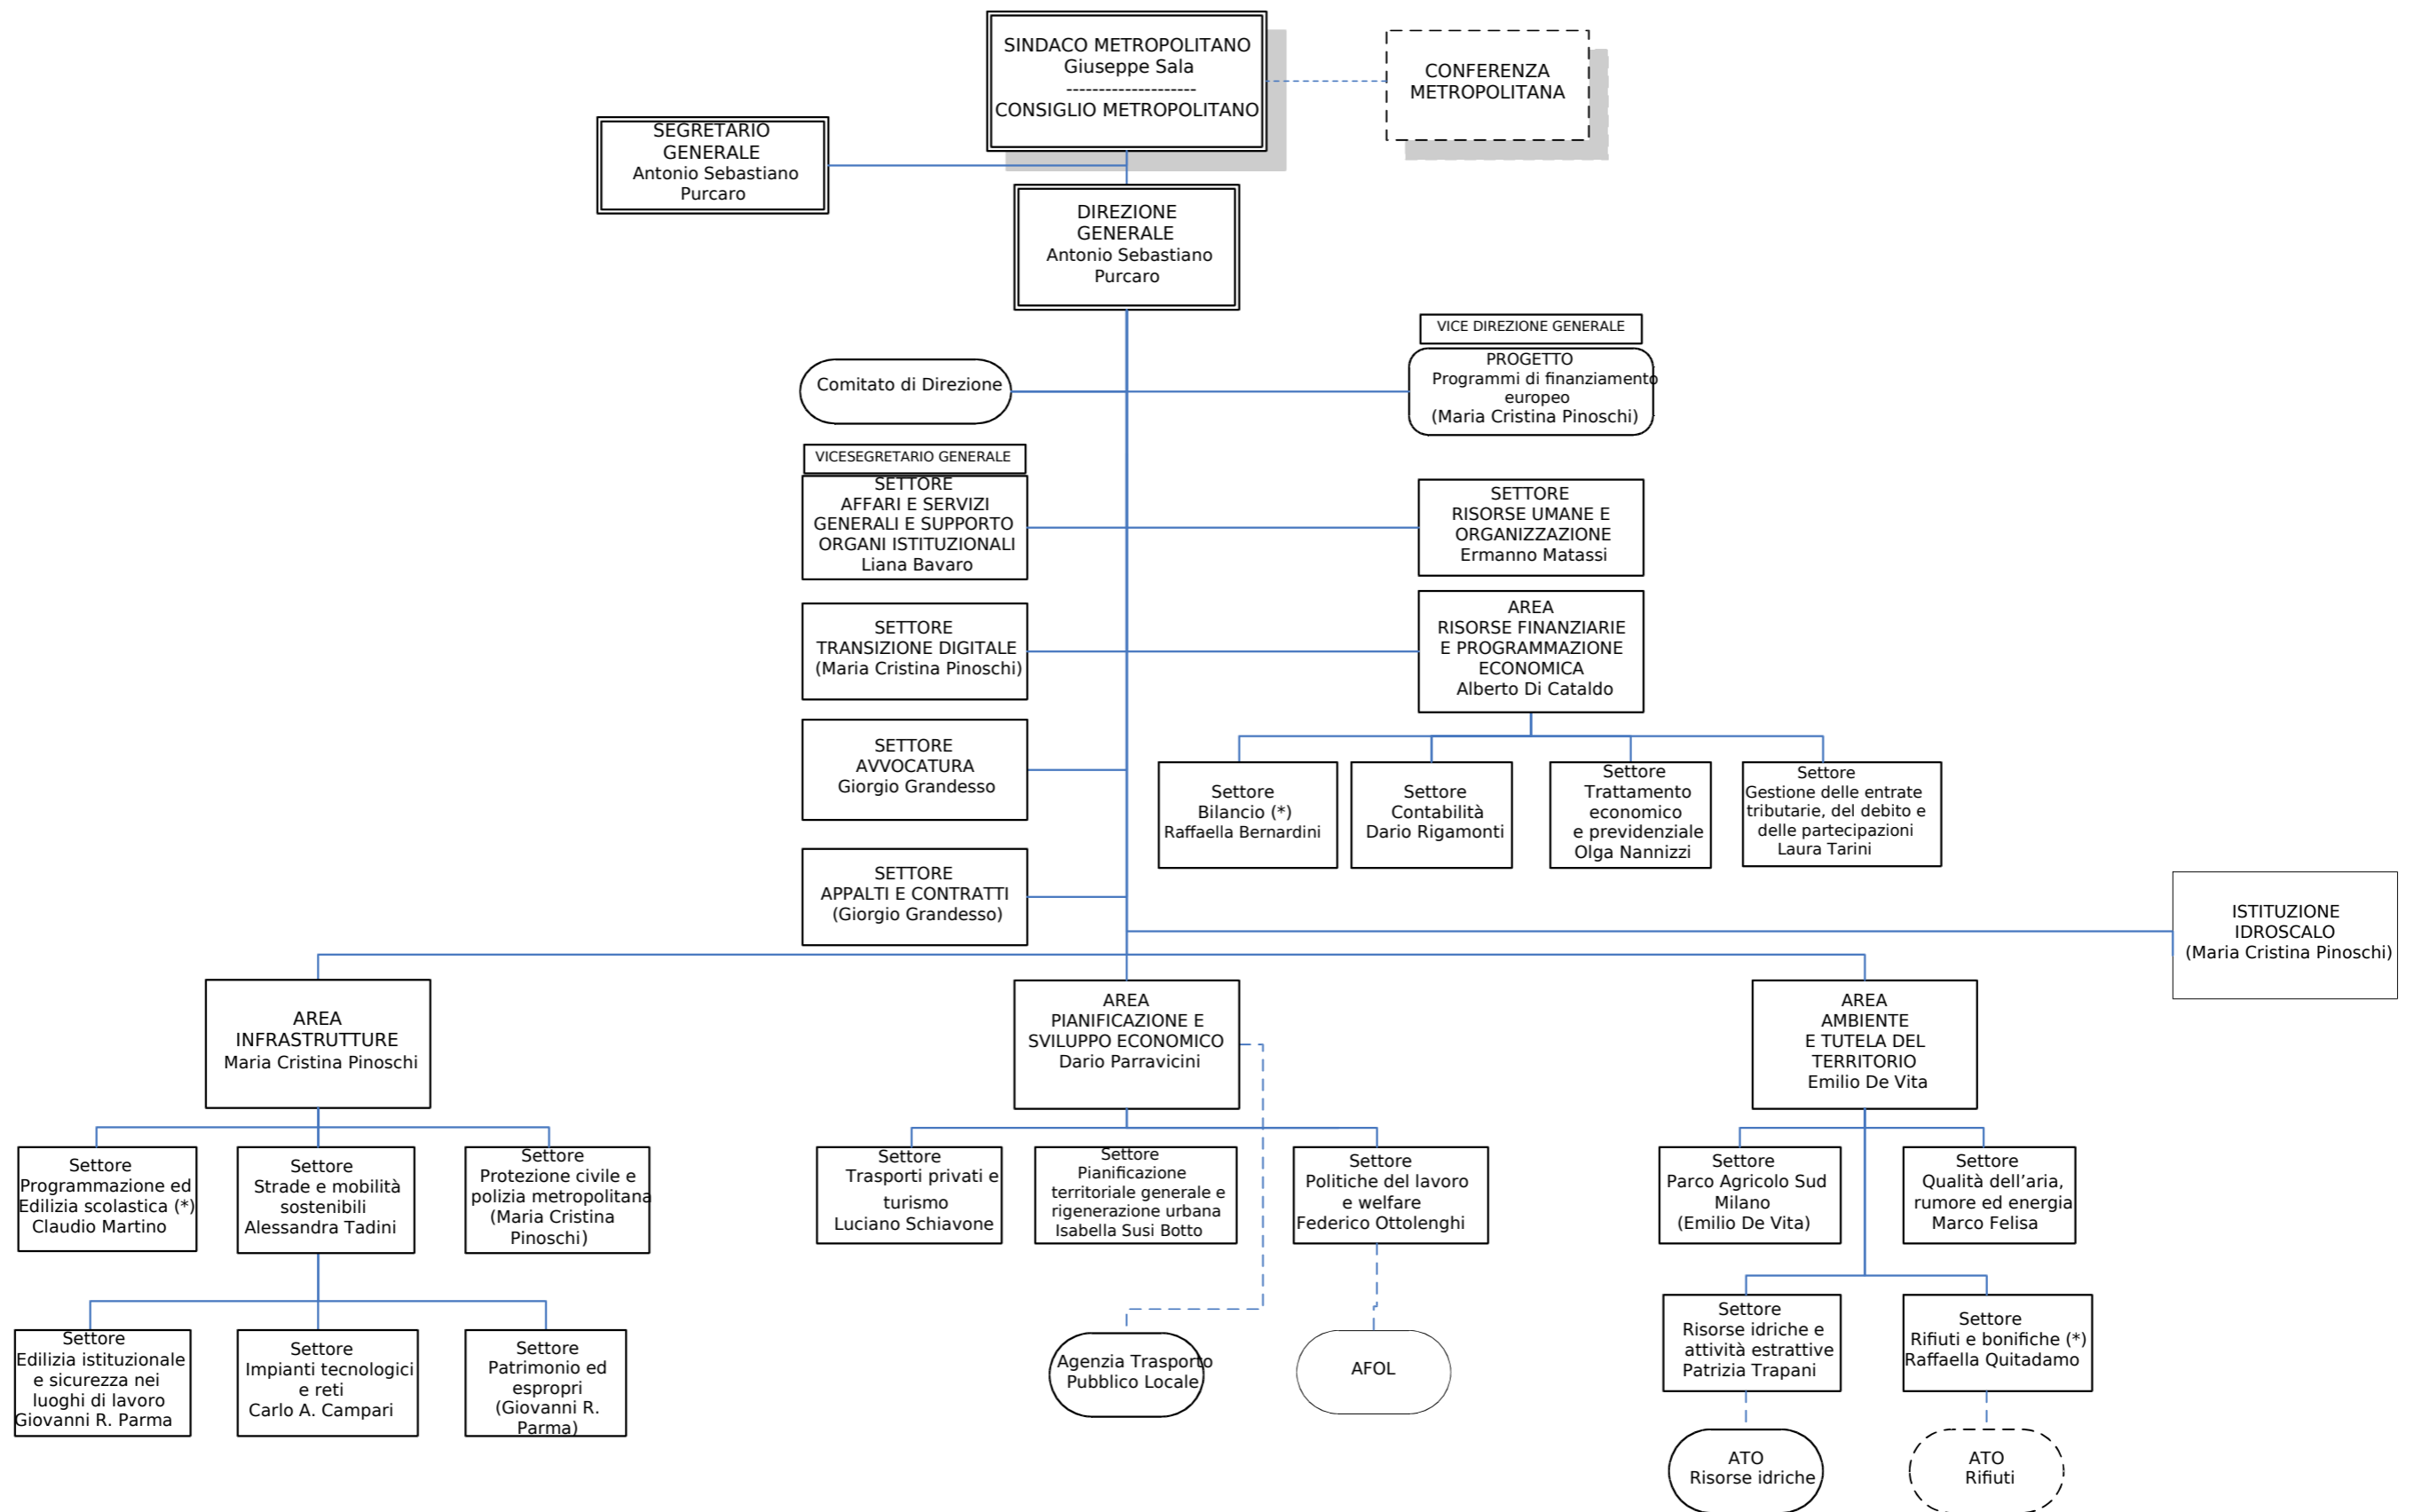 SINDACO METROPOLITANO
Giuseppe Sala
--------------------
CONSIGLIO METROPOLITANO
CONFERENZA
METROPOLITANA
SEGRETARIO
GENERALE
Antonio Sebastiano
Purcaro
DIREZIONE
GENERALE
Antonio Sebastiano
Purcaro
VICE DIREZIONE GENERALE
PROGETTO
Programmi di finanziamento
europeo
(Maria Cristina Pinoschi)
Comitato di Direzione
VICESEGRETARIO GENERALE
SETTORE
AFFARI E SERVIZI
GENERALI E SUPPORTO
ORGANI ISTITUZIONALI
Liana Bavaro
SETTORE
RISORSE UMANE E
ORGANIZZAZIONE
Ermanno Matassi
SETTORE
TRANSIZIONE DIGITALE
(Maria Cristina Pinoschi)
AREA
RISORSE FINANZIARIE
E PROGRAMMAZIONE
ECONOMICA
Alberto Di Cataldo
SETTORE
AVVOCATURA
Giorgio Grandesso
Settore
Bilancio (*)
Raffaella Bernardini
Settore
Contabilità
Dario Rigamonti
Settore
Trattamento
economico
e previdenziale
Olga Nannizzi
Settore
Gestione delle entrate
tributarie, del debito e
delle partecipazioni
Laura Tarini
SETTORE
APPALTI E CONTRATTI
(Giorgio Grandesso)
ISTITUZIONE
IDROSCALO
(Maria Cristina Pinoschi)
AREA
INFRASTRUTTURE
Maria Cristina Pinoschi
AREA
PIANIFICAZIONE E
SVILUPPO ECONOMICO
Dario Parravicini
AREA
AMBIENTE
E TUTELA DEL
TERRITORIO
Emilio De Vita
Settore
Programmazione ed
Edilizia scolastica (*)
Claudio Martino
Settore
Strade e mobilità
sostenibili
Alessandra Tadini
Settore
Protezione civile e
polizia metropolitana
(Maria Cristina
Pinoschi)
Settore
Trasporti privati e
turismo
Luciano Schiavone
Settore
Pianificazione
territoriale generale e
rigenerazione urbana
Isabella Susi Botto
Settore
Politiche del lavoro
e welfare
Federico Ottolenghi
Settore
Parco Agricolo Sud
Milano
(Emilio De Vita)
Settore
Qualità dell'aria,
rumore ed energia
Marco Felisa
Settore
Edilizia istituzionale
e sicurezza nei
luoghi di lavoro
Giovanni R. Parma
Settore
Impianti tecnologici
e reti
Carlo A. Campari
Settore
Patrimonio ed
espropri
(Giovanni R.
Parma)
Agenzia Trasporto
Pubblico Locale
AFOL
Settore
Risorse idriche e
attività estrattive
Patrizia Trapani
Settore
Rifiuti e bonifiche (*)
Raffaella Quitadamo
ATO
Risorse idriche
ATO
Rifiuti